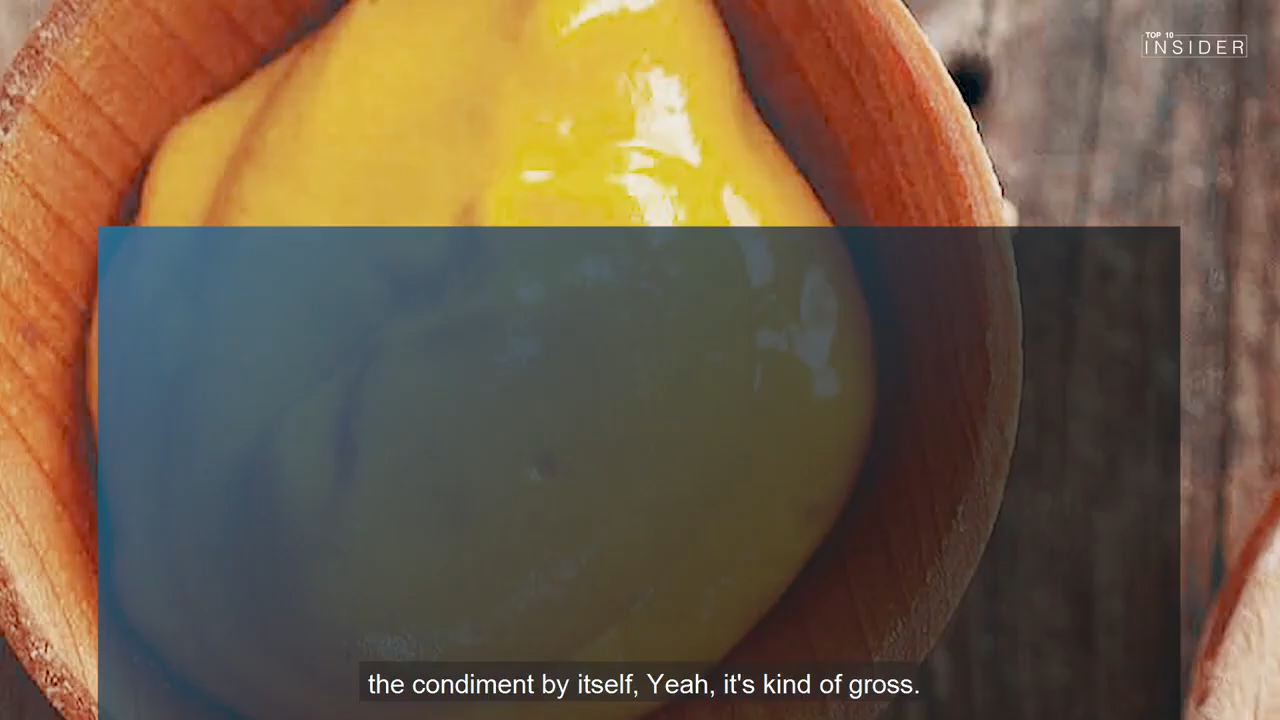 TOP 10
INSIDER
the condiment by itself, Yeah, it's kind of gross.